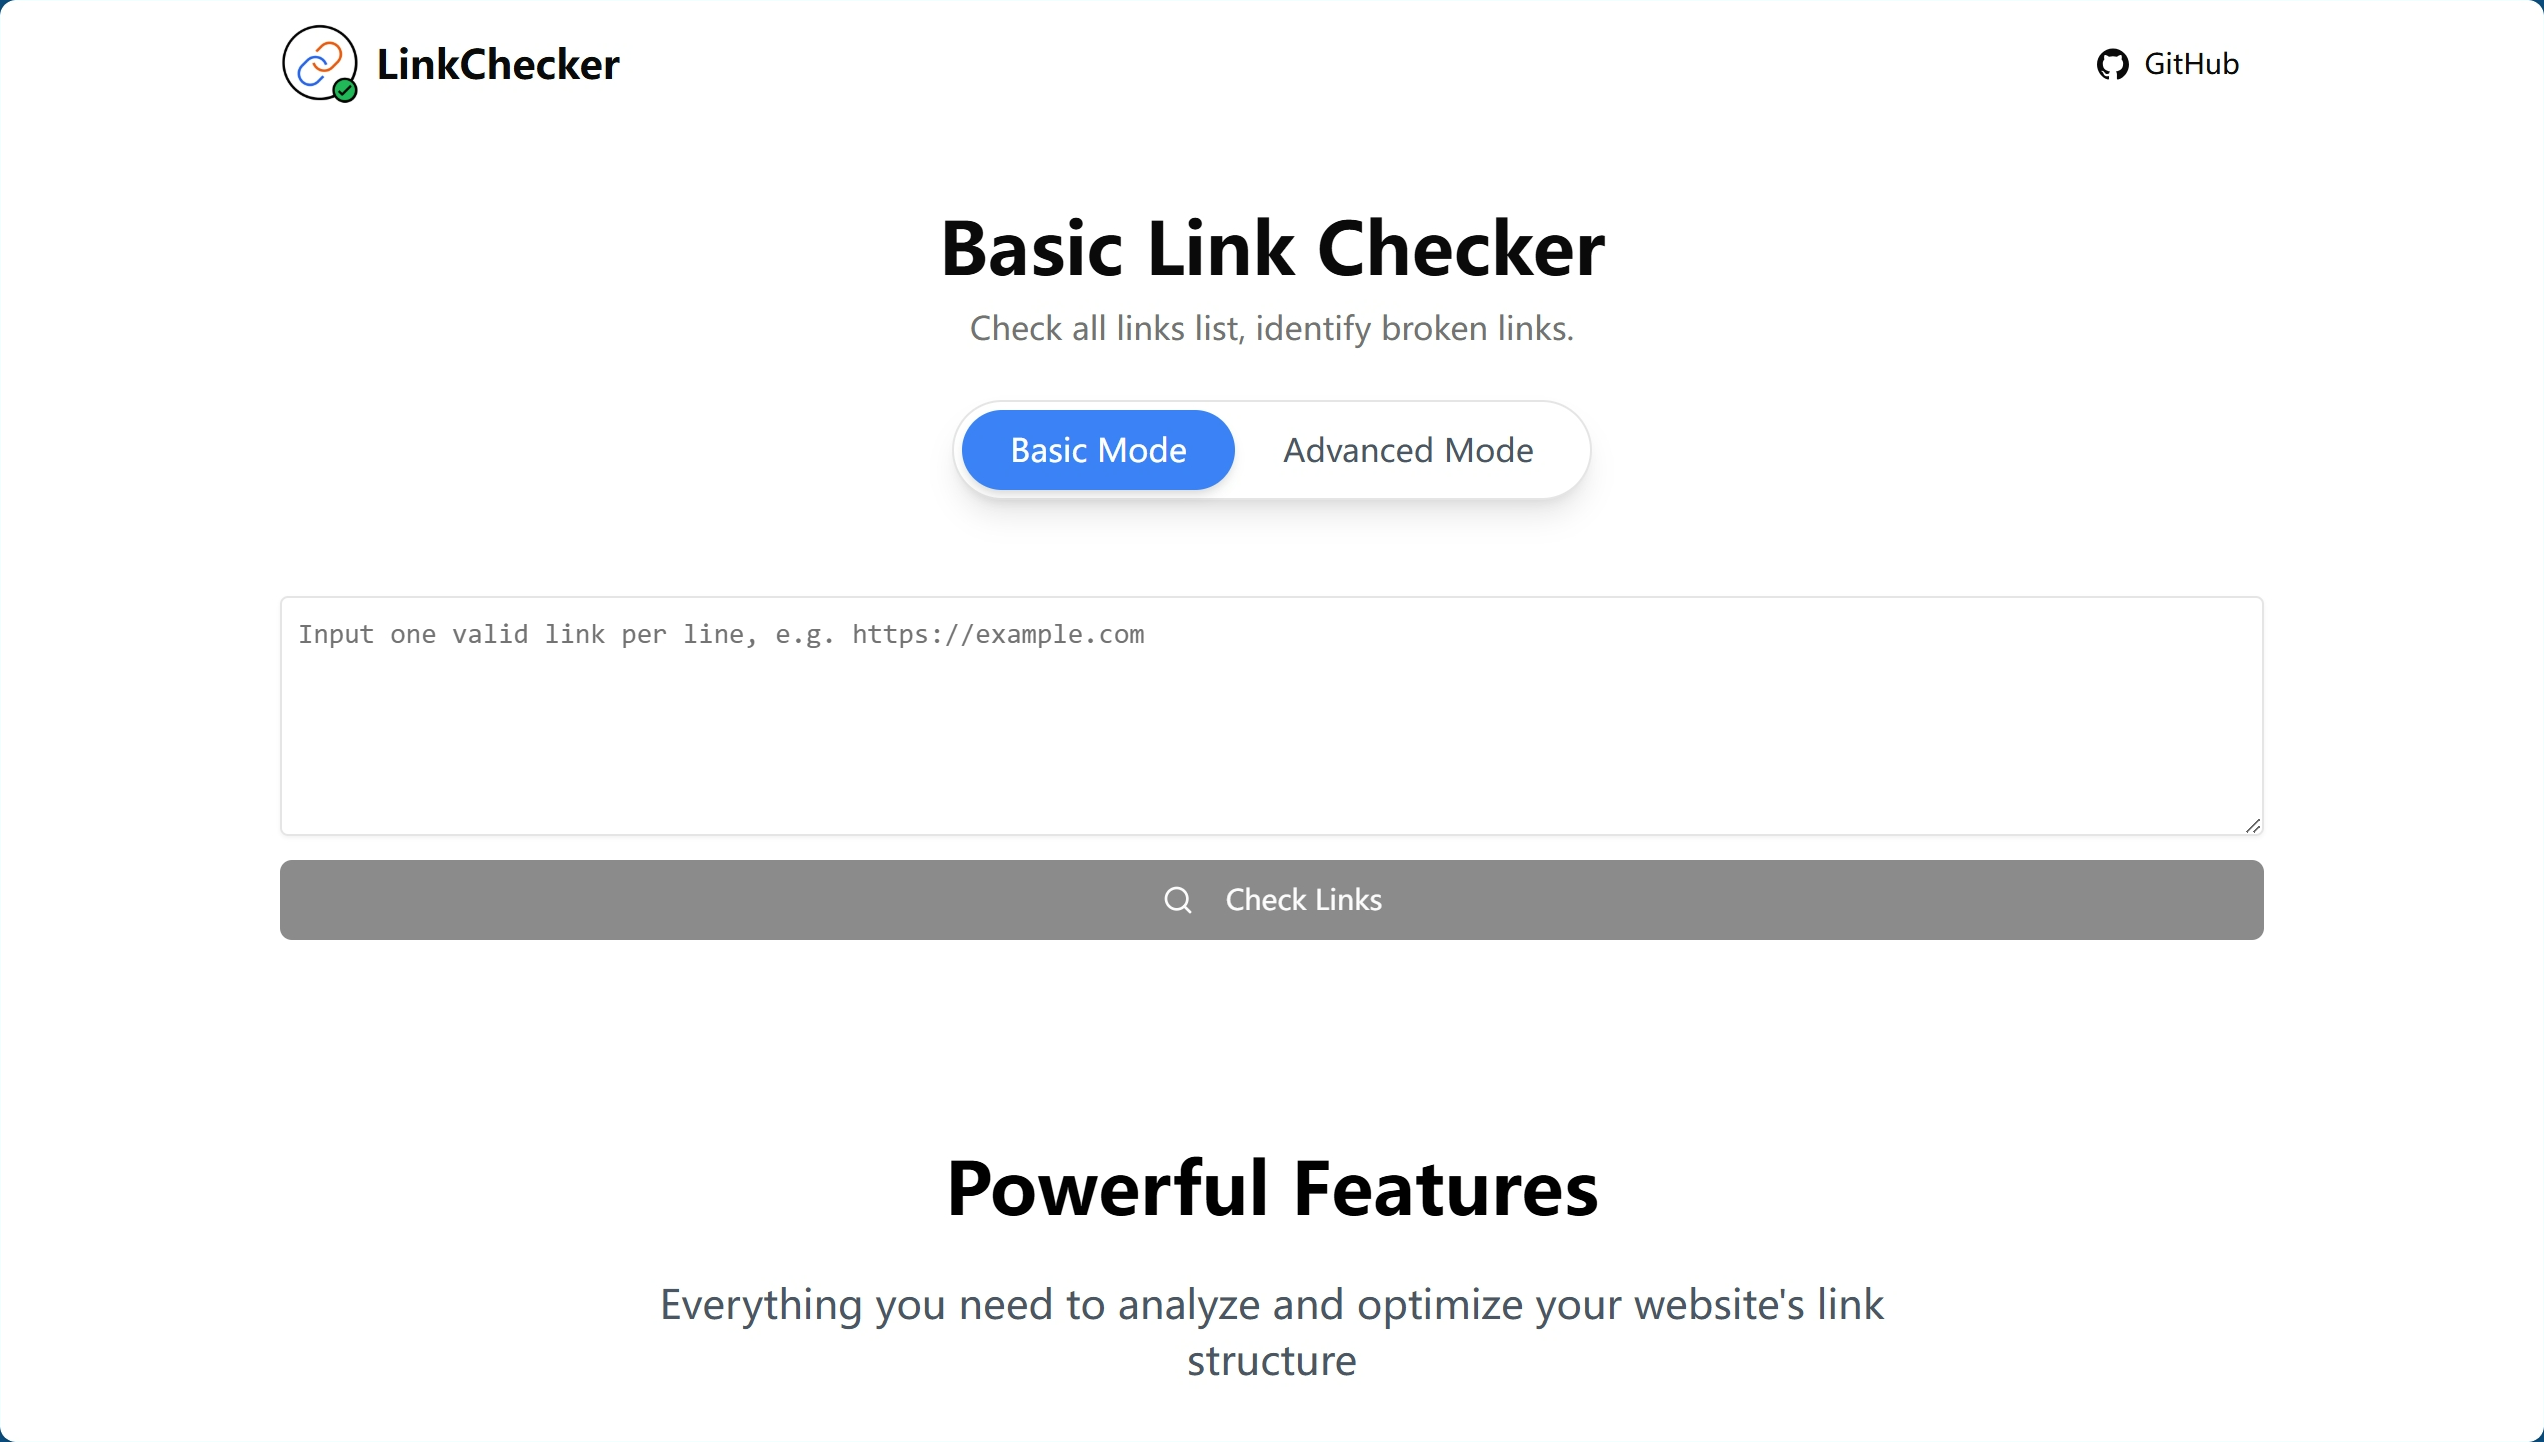 LinkChecker
GitHub
Basic Link Checker
Check all links list, identify broken links.
Basic Mode
Advanced Mode
Input one valid link per line, e.g. https://example.com
Check Links
Powerful Features
Everything you need to analyze and optimize your website's link
structure